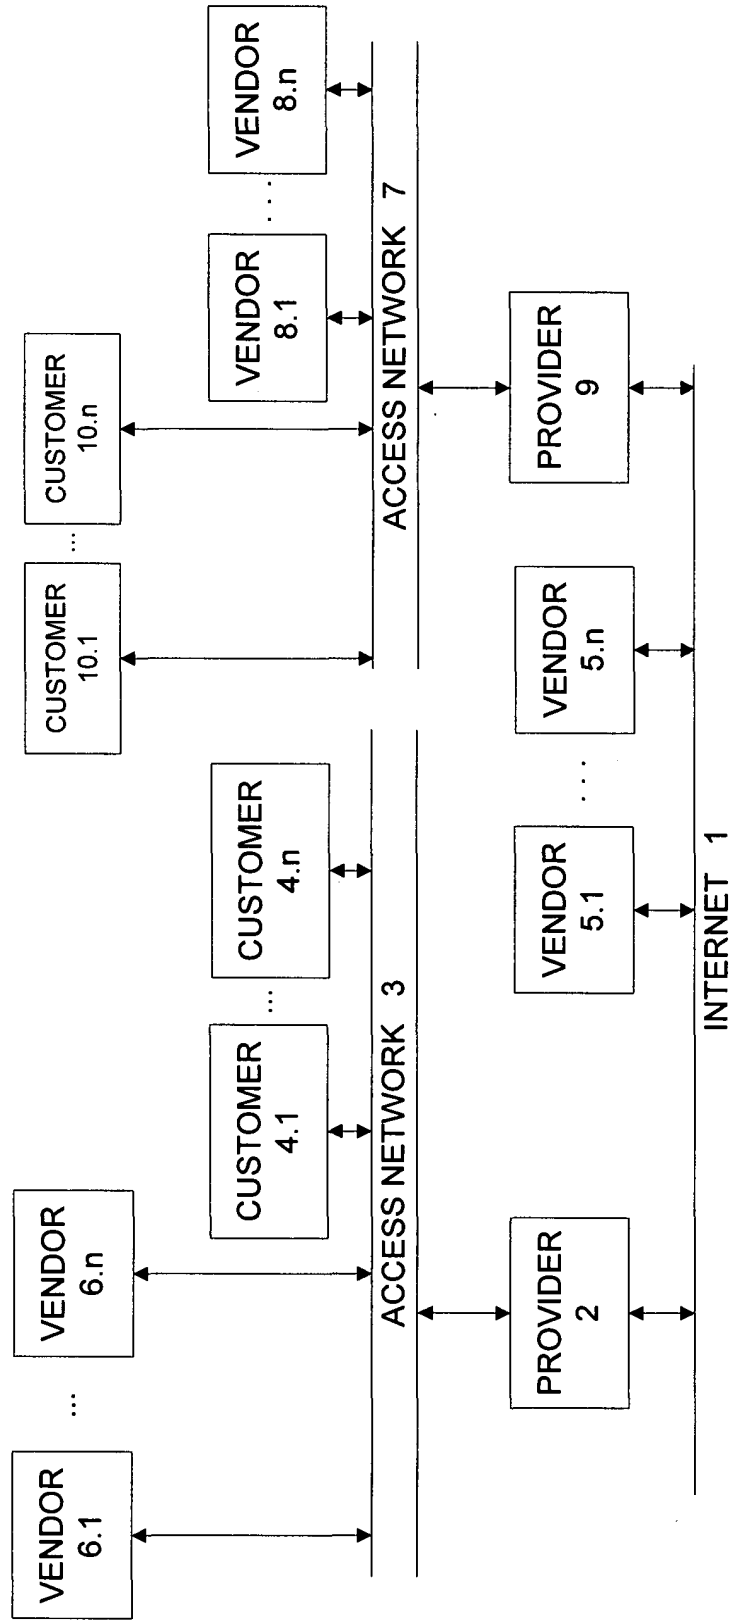 VENDOR
6.1
...
VENDOR
6.n
CUSTOMER
10.1
...
CUSTOMER
10.n
CUSTOMER
4.1
...
CUSTOMER
4.n
VENDOR
8.1
. . .
VENDOR
8.n
ACCESS NETWORK 3
ACCESS NETWORK 7
PROVIDER
2
VENDOR
5.1
. . .
VENDOR
5.n
PROVIDER
9
INTERNET 1